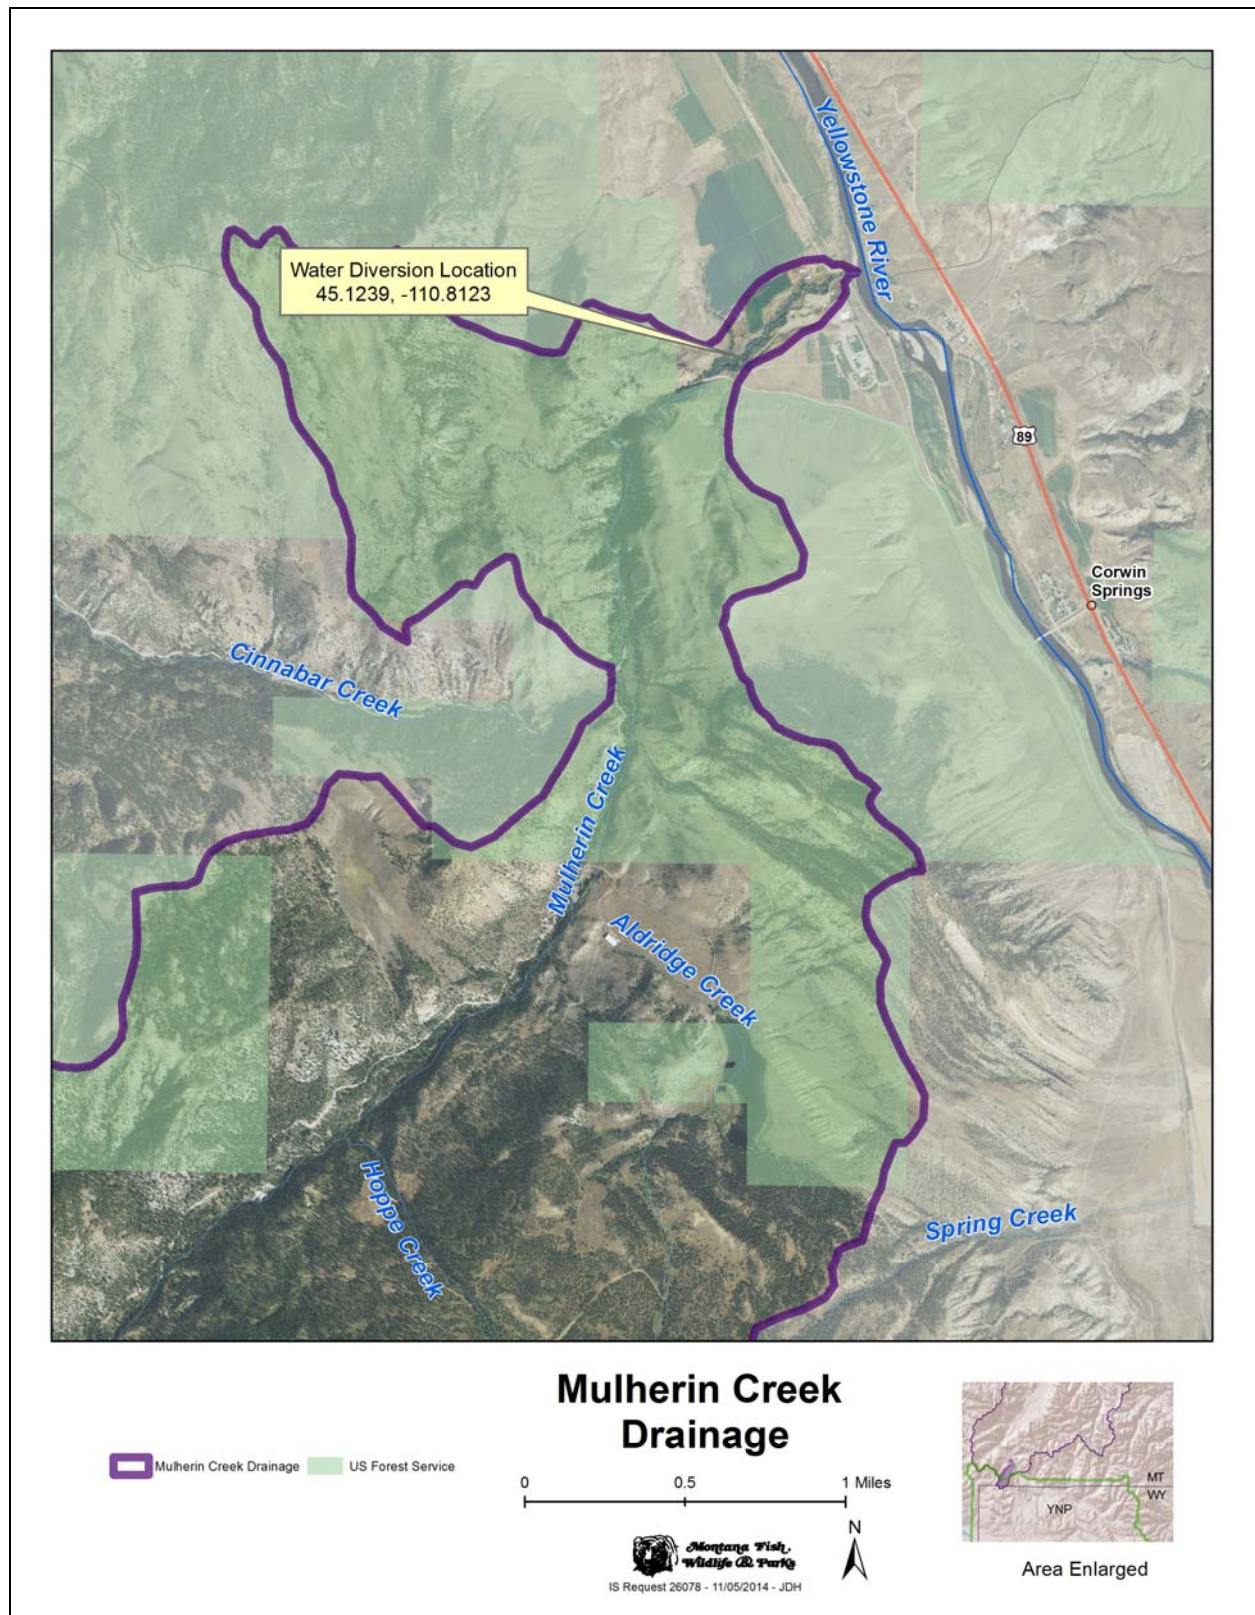 Yellowstone River
Water Diversion Location
45.1239, -110.8123
89
Corwin
Springs
Cinnabar Creek
Mulherin Creek
Aldridge Creek
Hoppe Creek
Spring Creek
Mulherin Creek
Drainage
Mulherin Creek Drainage
US Forest Service
0 0.5 1 Miles
N
Montana Fish,
Wildlife & Parks
IS Request 26078 - 11/05/2014 - JDH
MT
WY
YNP
Area Enlarged